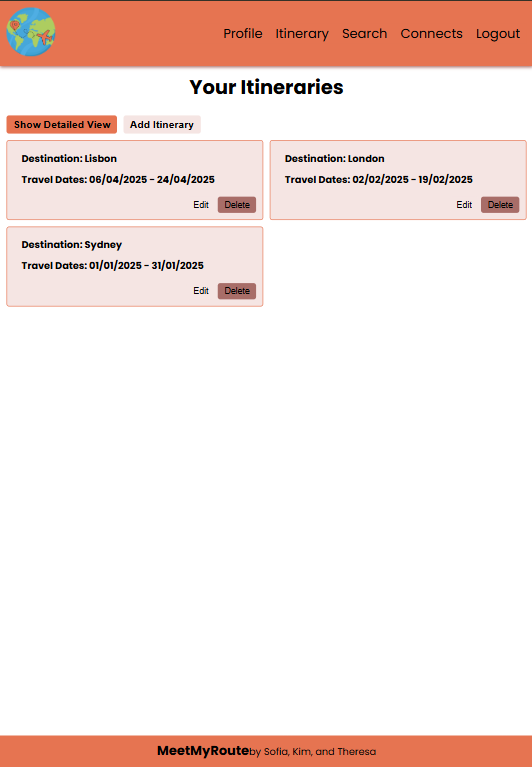 Profile Itinerary Search Connects Logout
Your Itineraries
Show Detailed View Add Itinerary
Destination: Lisbon
Travel Dates: 06/04/2025 - 24/04/2025
Edit Delete
Destination: London
Travel Dates: 02/02/2025 - 19/02/2025
Edit Delete
Destination: Sydney
Travel Dates: 01/01/2025 - 31/01/2025
Edit Delete
MeetMyRouteby Sofia, Kim, and Theresa